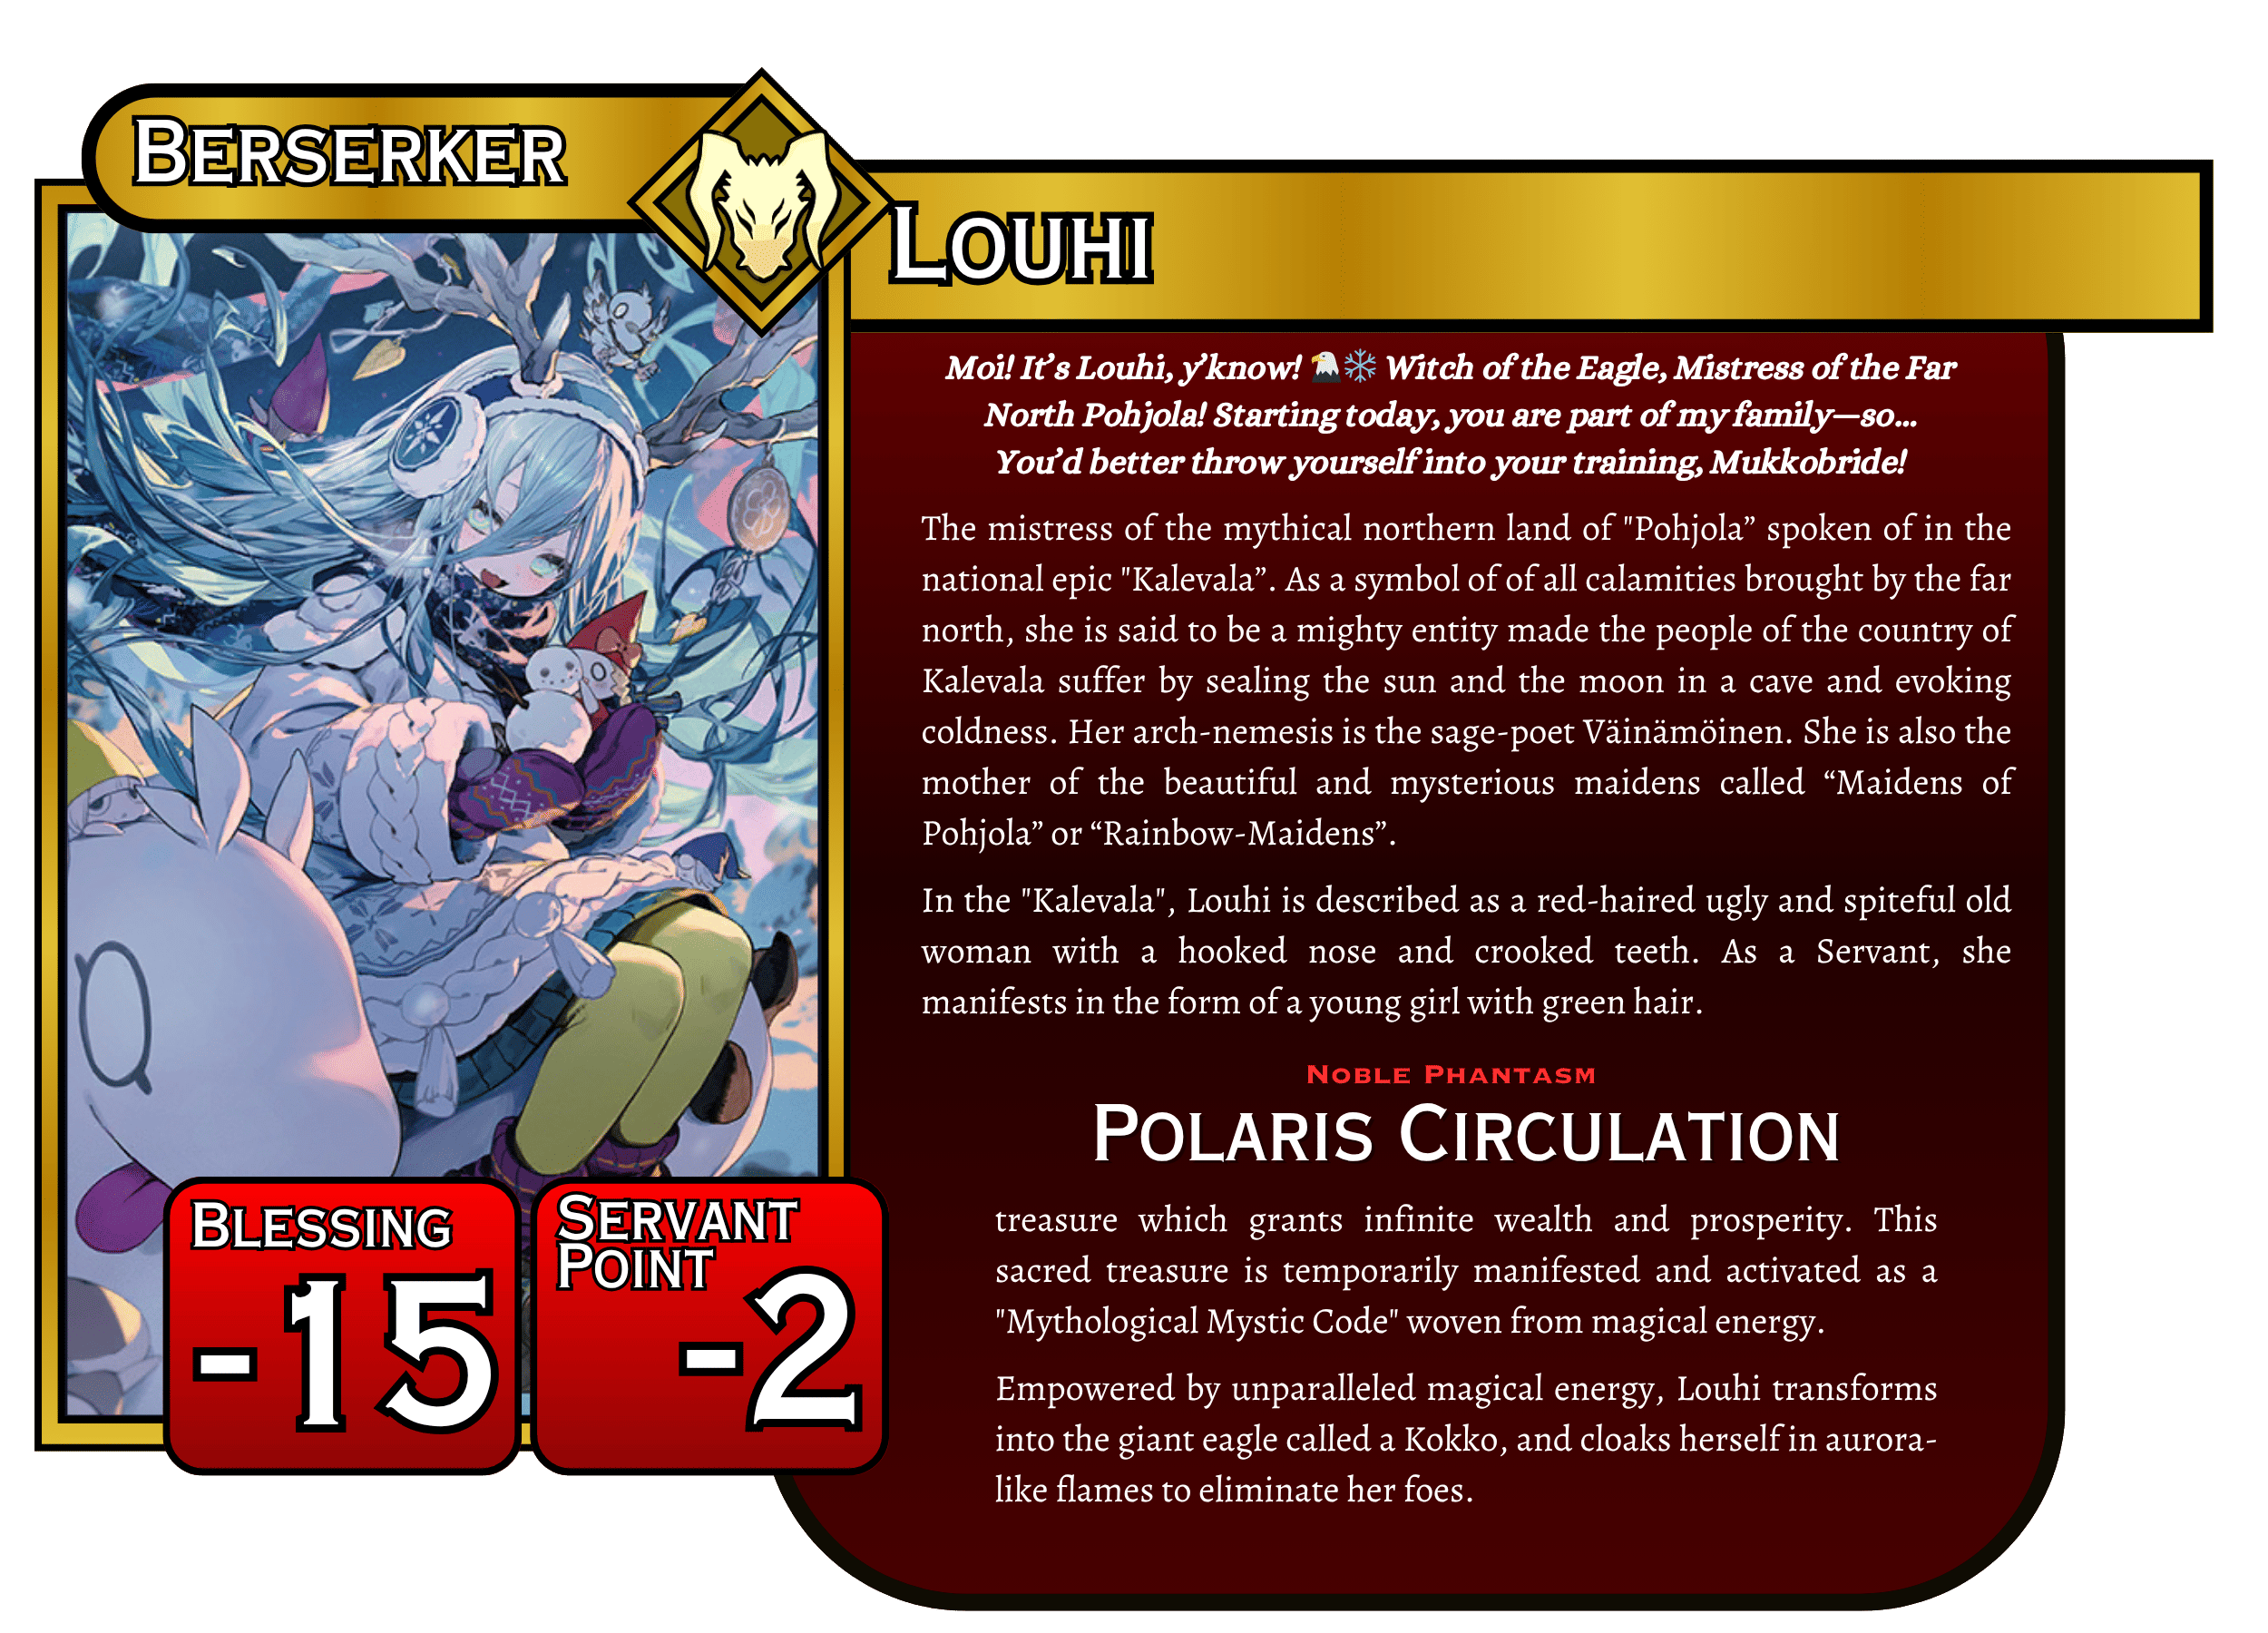 BERSERKER
LOUHI
Moi! It’s Louhi, y’know! 🦅❄️ Witch of the Eagle, Mistress of the Far
North Pohjola! Starting today, you are part of my family—so...
You’d better throw yourself into your training, Mukkobride!
The mistress of the mythical northern land of "Pohjola” spoken of in the
national epic "Kalevala”. As a symbol of of all calamities brought by the far
north, she is said to be a mighty entity made the people of the country of
Kalevala suffer by sealing the sun and the moon in a cave and evoking
coldness. Her arch-nemesis is the sage-poet Väinämöinen. She is also the
mother of the beautiful and mysterious maidens called “Maidens of
Pohjola” or “Rainbow-Maidens”.
In the "Kalevala", Louhi is described as a red-haired ugly and spiteful old
woman with a hooked nose and crooked teeth. As a Servant, she
manifests in the form of a young girl with green hair.
NOBLE PHANTASM
POLARIS CIRCULATION
treasure which grants infinite wealth and prosperity. This
sacred treasure is temporarily manifested and activated as a
"Mythological Mystic Code" woven from magical energy.
Empowered by unparalleled magical energy, Louhi transforms
into the giant eagle called a Kokko, and cloaks herself in aurora-
like flames to eliminate her foes.
BLESSING
-15
SERVANT
POINT
-2